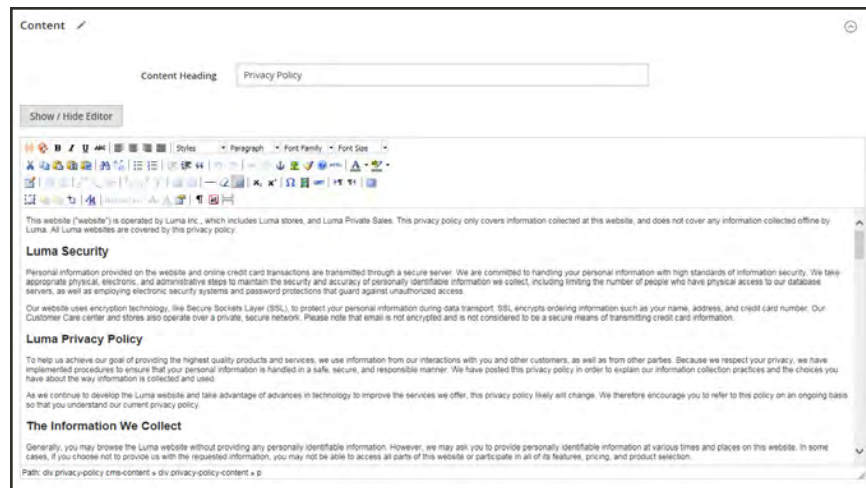 Content
Content Heading
Privacy Policy
Show / Hide Editor
B I U ABC Styles Paragraph Font Family Font Size
This website ("website") is operated by Luma Inc., which includes Luma stores, and Luma Private Sales. This privacy policy only covers information collected at this website, and does not cover any information collected offline by
Luma. All Luma websites are covered by this privacy policy.
Luma Security
Personal information provided on the website and online credit card transactions are transmitted through a secure server. We are committed to handling your personal information with high standards of information security. We take
appropriate physical, electronic, and administrative steps to maintain the security and accuracy of personally identifiable information we collect, including limiting the number of people who have physical access to our database
servers, as well as employing electronic security systems and password protections that guard against unauthorized access.
Our website uses encryption technology, like Secure Sockets Layer (SSL), to protect your personal information during data transport. SSL encrypts ordering information such as your name, address, and credit card number. Our
Customer Care center and stores also operate over a private, secure network. Please note that email is not encrypted and is not considered to be a secure means of transmitting credit card information.
Luma Privacy Policy
To help us achieve our goal of providing the highest quality products and services, we use information from our interactions with you and other customers, as well as from other parties. Because we respect your privacy, we have
implemented procedures to ensure that your personal information is handled in a safe, secure, and responsible manner. We have posted this privacy policy in order to explain our information collection practices and the choices you
have about the way information is collected and used.
As we continue to develop the Luma website and take advantage of advances in technology to improve the services we offer, this privacy policy likely will change. We therefore encourage you to refer to this policy on an ongoing basis
so that you understand our current privacy policy.
The Information We Collect
Generally, you may browse the Luma website without providing any personally identifiable information. However, we may ask you to provide personally identifiable information at various times and places on this website. In some
cases, if you choose not to provide us with the requested information, you may not be able to access all parts of this website or participate in all of its features, pricing, and product selection.
Path: div.privacy-policy cms-content » div.privacy-policy-content » p